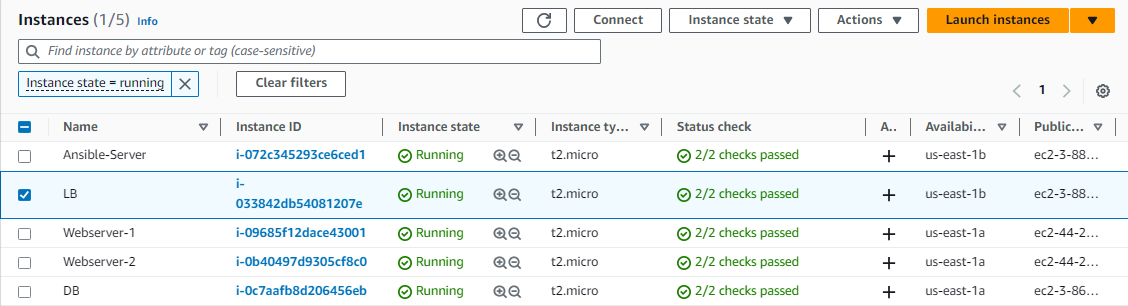 Instances (1/5) Info Connect Instance state Actions Launch instances
Find instance by attribute or tag (case-sensitive)
Instance state = running Clear filters
1
Name Instance ID Instance state Instance ty... Status check A.. Availabi... Public...
Ansible-Server i-072c345293ce6ced1 Running t2.micro 2/2 checks passed us-east-1b ec2-3-88...
i-
LB Running t2.micro 2/2 checks passed us-east-1b ec2-3-88...
033842db54081207e
Webserver-1 i-09685f12dace43001 Running t2.micro 2/2 checks passed us-east-1a ec2-44-2...
Webserver-2 i-0b40497d9305cf8c0 Running t2.micro 2/2 checks passed us-east-1a ec2-44-2...
DB i-0c7aafb8d206456eb Running t2.micro 2/2 checks passed us-east-1a ec2-3-86...